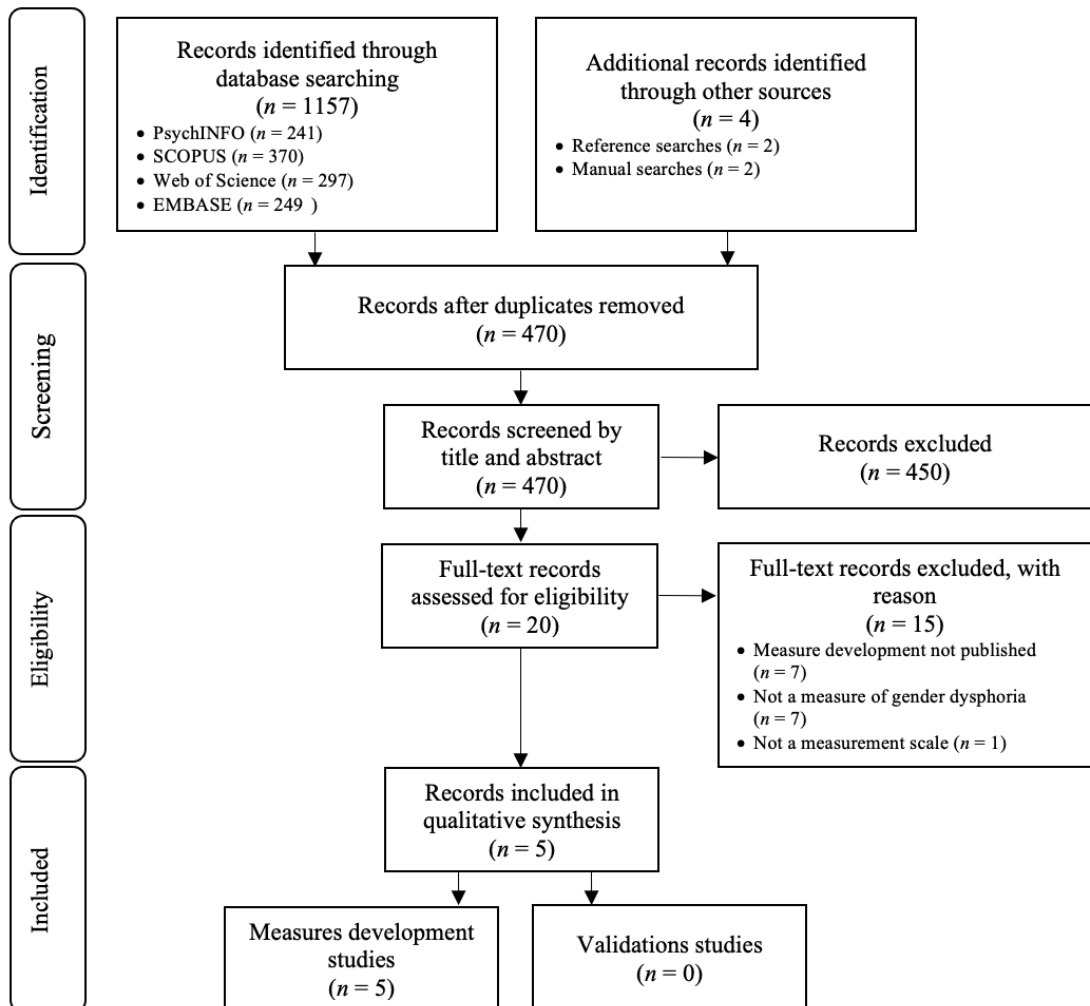 Identification
Records identified through
database searching
(n = 1157)
• PsychINFO (n = 241)
• SCOPUS (n = 370)
• Web of Science (n = 297)
• EMBASE (n = 249 )
Additional records identified
through other sources
(n = 4)
• Reference searches (n = 2)
• Manual searches (n = 2)
Screening
Records after duplicates removed
(n = 470)
Records screened by
title and abstract
(n = 470)
Records excluded
(n = 450)
Eligibility
Full-text records
assessed for eligibility
(n = 20)
Full-text records excluded, with
reason
(n = 15)
• Measure development not published
(n = 7)
• Not a measure of gender dysphoria
(n = 7)
• Not a measurement scale (n = 1)
Included
Records included in
qualitative synthesis
(n = 5)
Measures development
studies
(n = 5)
Validations studies
(n = 0)